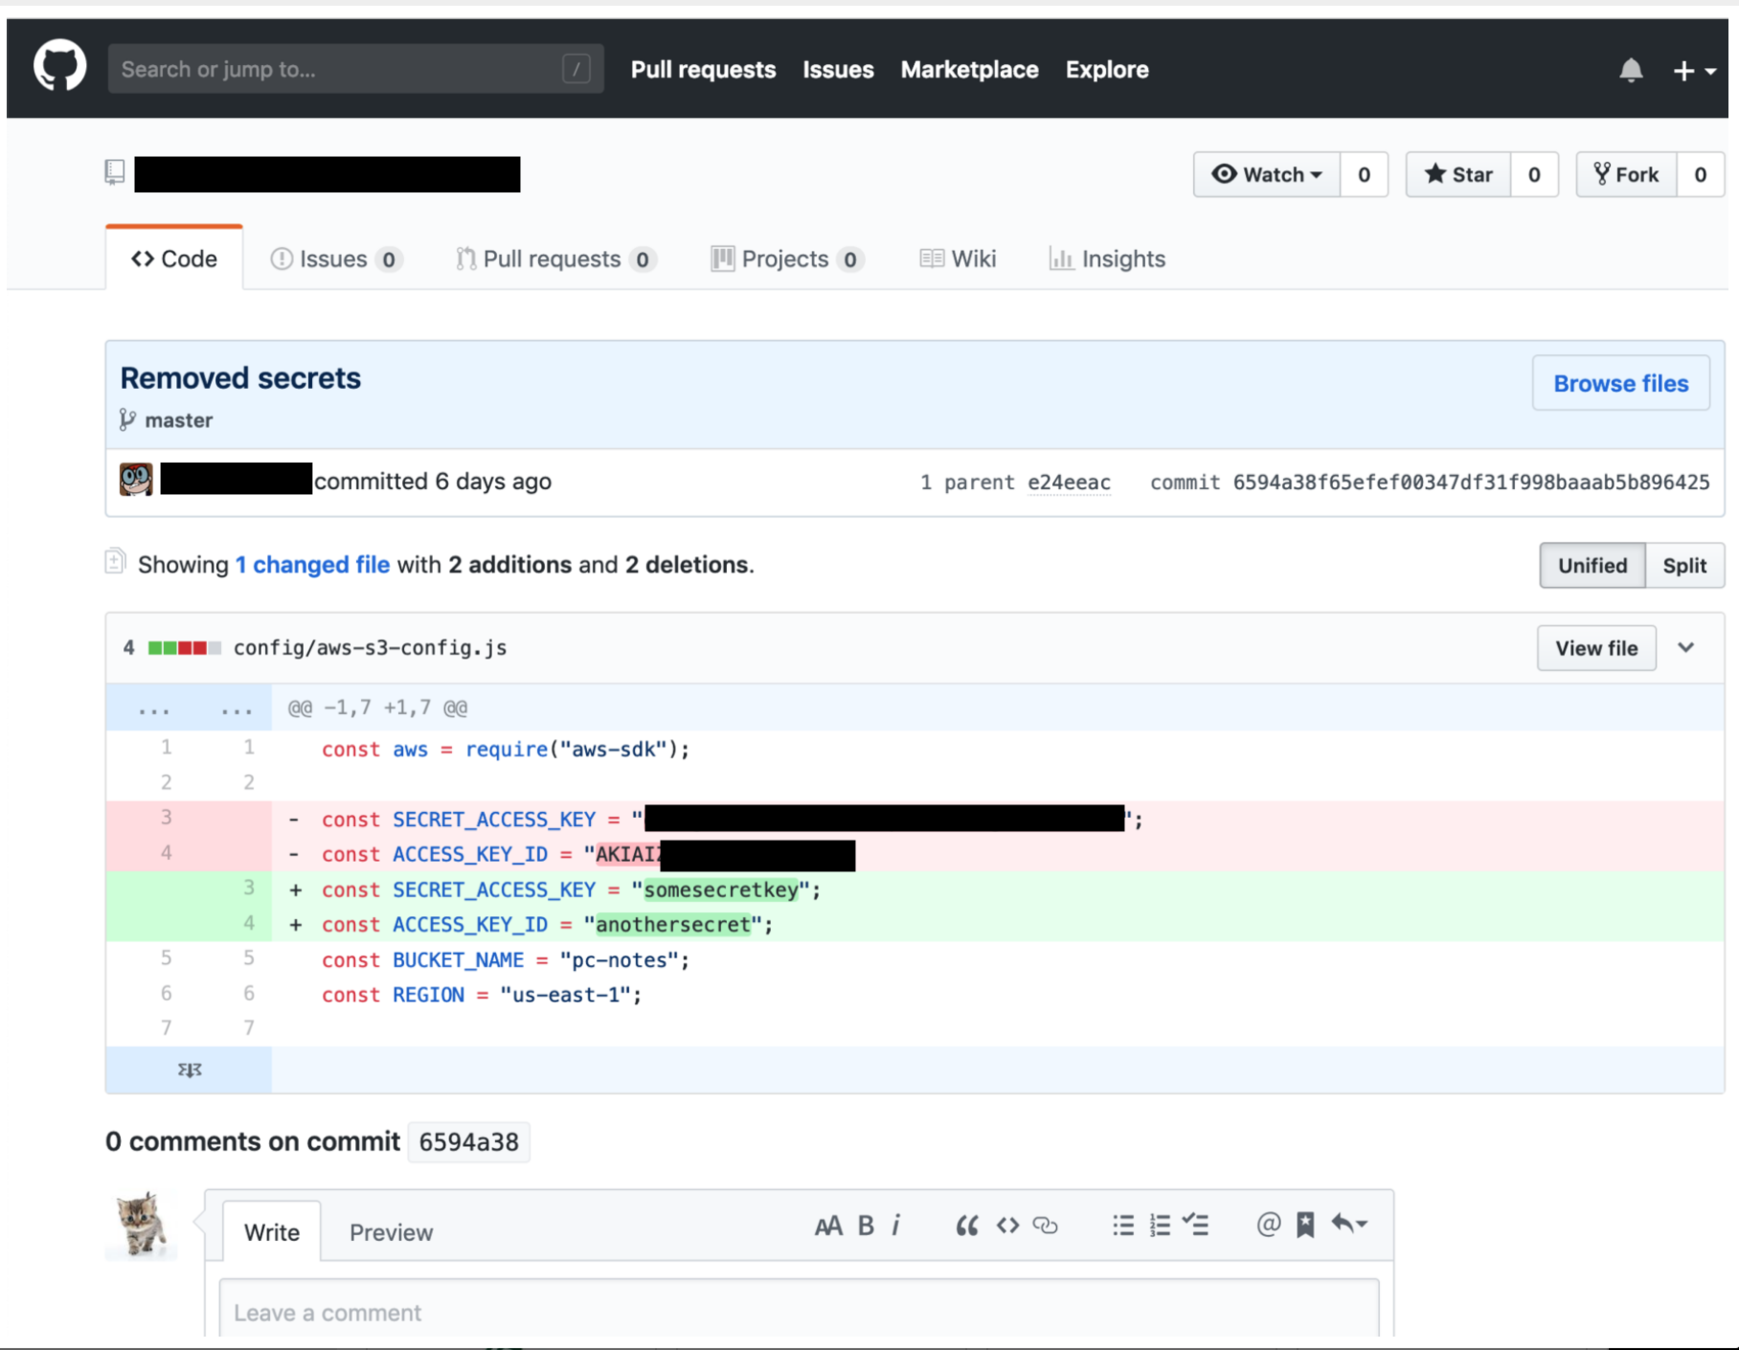 Search or jump to... /
Pull requests Issues Marketplace Explore
Watch 0 Star 0 Fork 0
Code Issues 0 Pull requests 0 Projects 0 Wiki Insights
Removed secrets
Browse files
master
committed 6 days ago 1 parent e24eeac commit 6594a38f65efef00347df31f998baaab5b896425
Showing 1 changed file with 2 additions and 2 deletions.
Unified Split
4 config/aws-s3-config.js View file
... ... @@ -1,7 +1,7 @@
1 1 const aws = require("aws-sdk");
2 2
3 - const SECRET_ACCESS_KEY = " ";
4 - const ACCESS_KEY_ID = "AKIAI
3 + const SECRET_ACCESS_KEY = "somesecretkey";
4 + const ACCESS_KEY_ID = "anothersecret";
5 5 const BUCKET_NAME = "pc-notes";
6 6 const REGION = "us-east-1";
7 7
0 comments on commit 6594a38
Write Preview AA B i “ <> @
Leave a comment